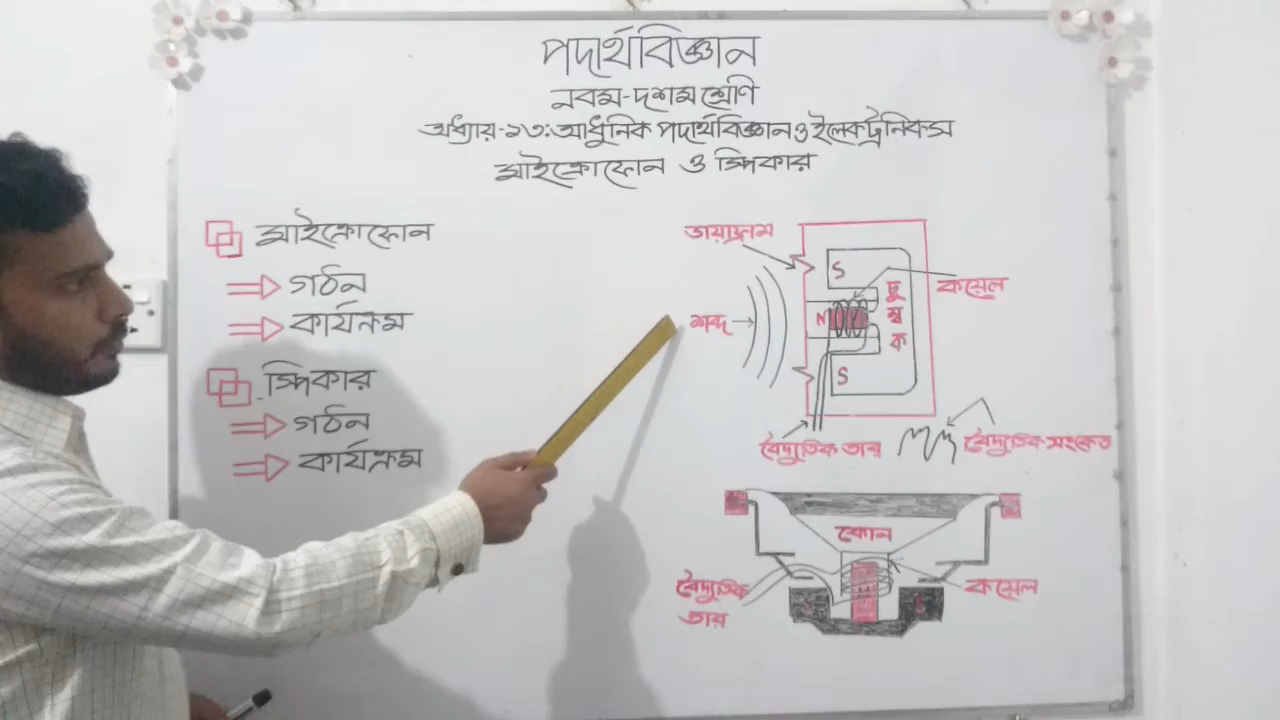 পদার্থবিজ্ঞান
নবম-দশম শ্রেণি
অধ্যায়-১৩: আধুনিক পদার্থবিজ্ঞান ও ইলেকট্রনিকস
মাইক্রোফোন ও স্পিকার
মাইক্রোফোন
গঠন
কার্যক্রম
স্পিকার
গঠন
কার্যক্রম
ডায়াফ্রাম
S
কয়েল
চুম্বক
শব্দ
N
S
বৈদ্যুতিক তার
বৈদ্যুতিক সংকেত
কোন
বৈদ্যুতিক
তার
কয়েল
S
S